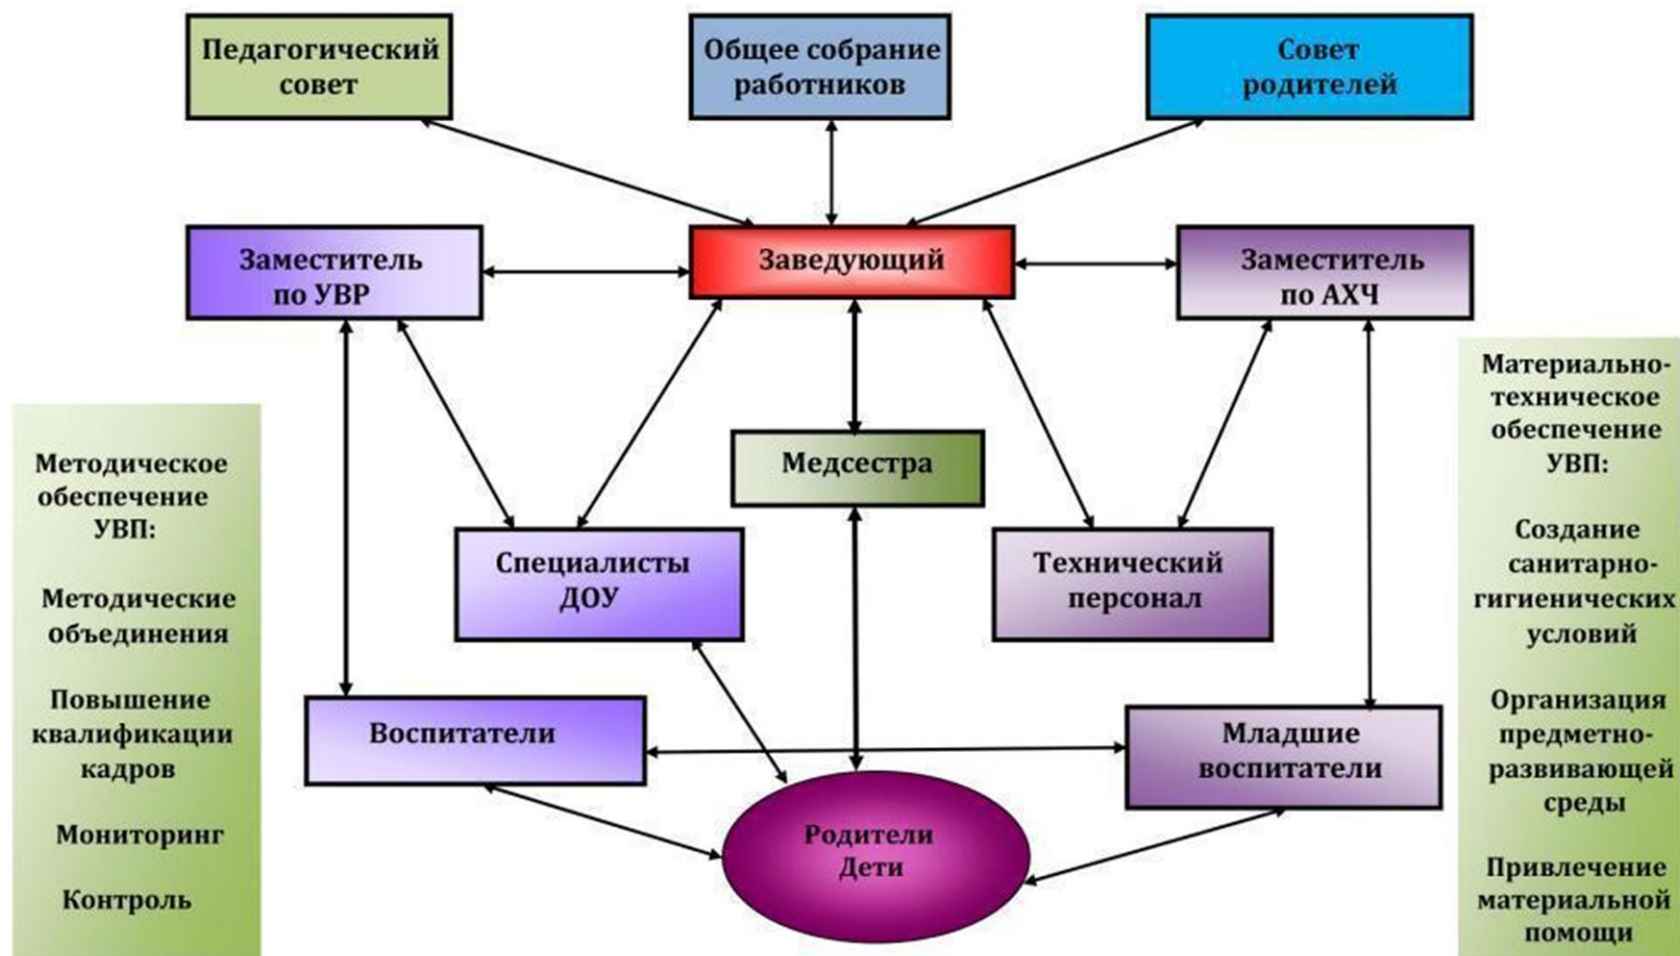 Педагогический
совет
Общее собрание
работников
Совет
родителей
Заместитель
по УВР
Заведующий
Заместитель
по АХЧ
Методическое
обеспечение
УВП:
Методические
объединения
Повышение
квалификации
кадров
Мониторинг
Контроль
Медсестра
Специалисты
ДОУ
Технический
персонал
Воспитатели
Младшие
воспитатели
Родители
Дети
Материально-
техническое
обеспечение
УВП:
Создание
санитарно-
гигиенических
условий
Организация
предметно-
развивающей
среды
Привлечение
материальной
помощи